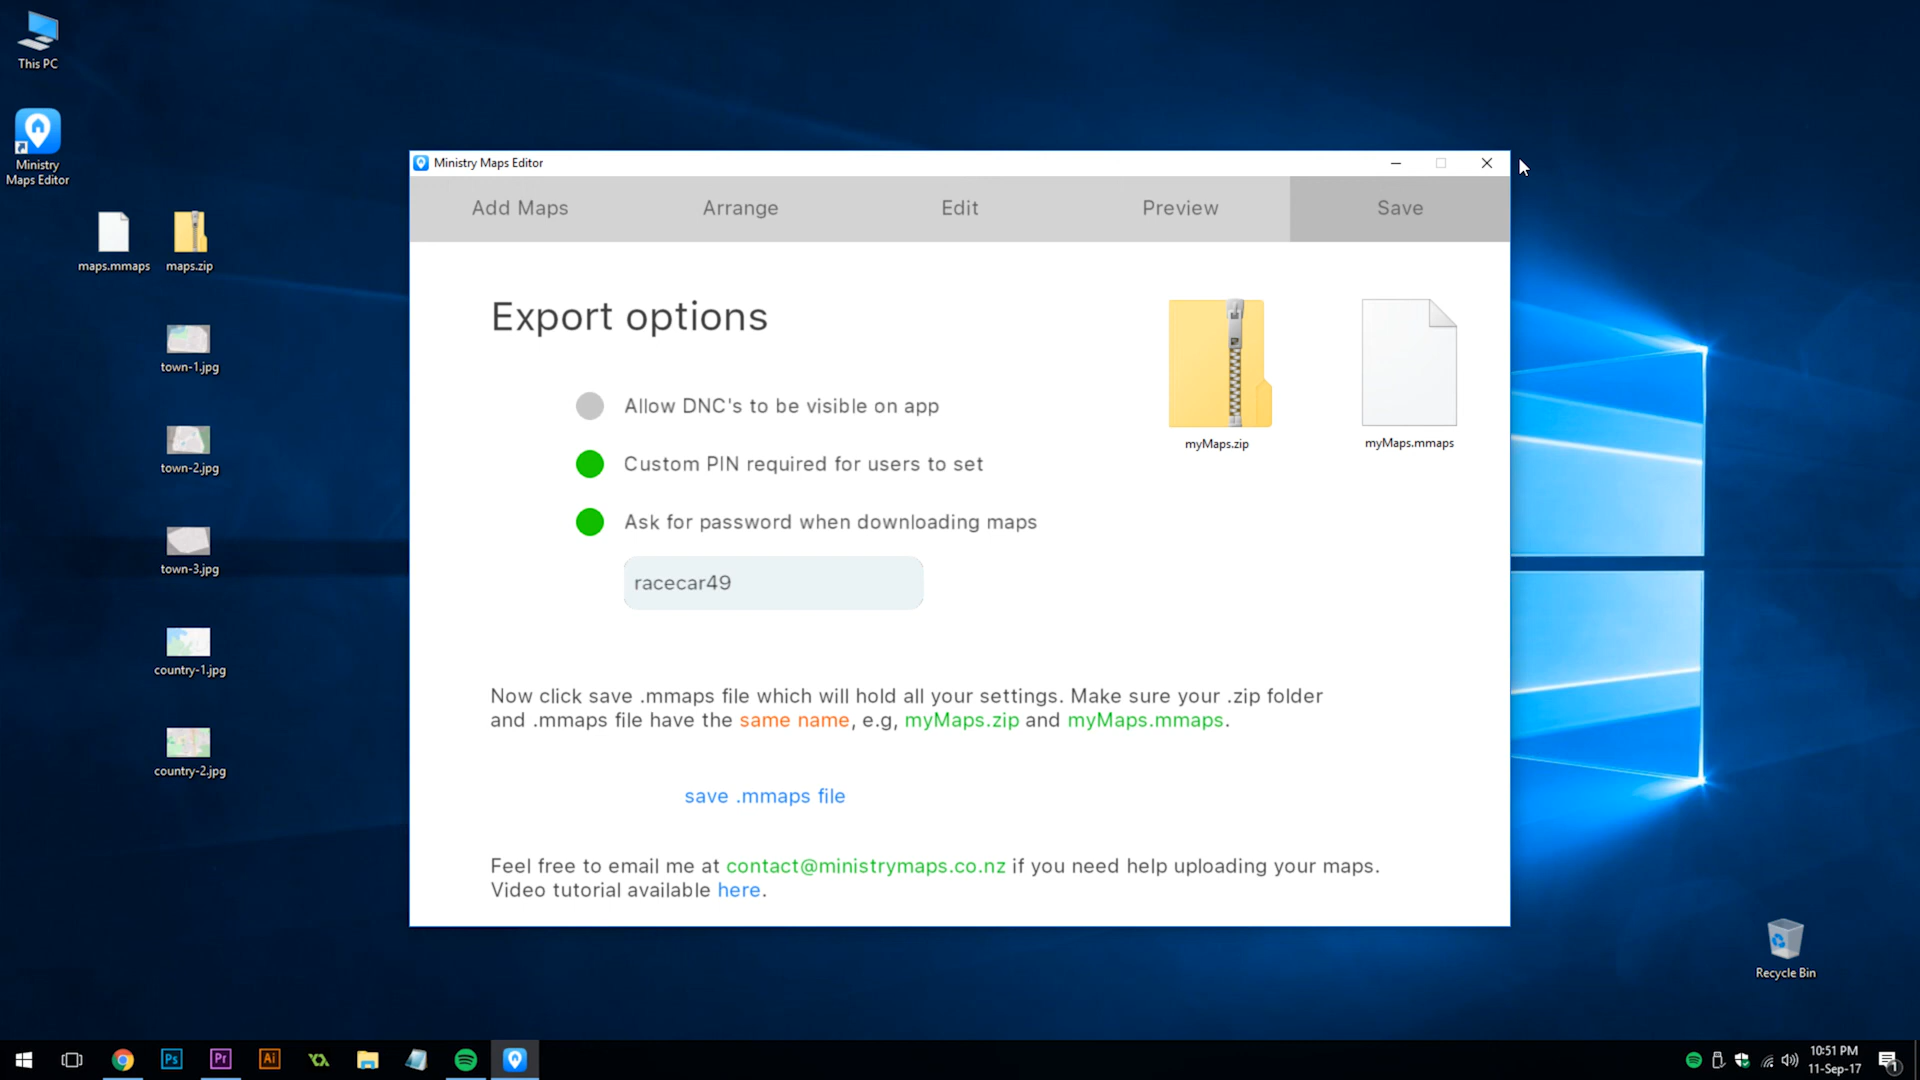 This PC
Ministry
Maps Editor
maps.mmaps
maps.zip
town-1.jpg
town-2.jpg
town-3.jpg
country-1.jpg
country-2.jpg
Ministry Maps Editor
Add Maps
Arrange
Edit
Preview
Save
Export options
Allow DNC's to be visible on app
Custom PIN required for users to set
Ask for password when downloading maps
racecar49
myMaps.zip
myMaps.mmaps
Now click save .mmaps file which will hold all your settings. Make sure your .zip folder
and .mmaps file have the same name, e.g, myMaps.zip and myMaps.mmaps.
save .mmaps file
Feel free to email me at contact@ministrymaps.co.nz if you need help uploading your maps.
Video tutorial available here.
Recycle Bin
Ps
Pr
Ai
10:51 PM
11-Sep-17
1